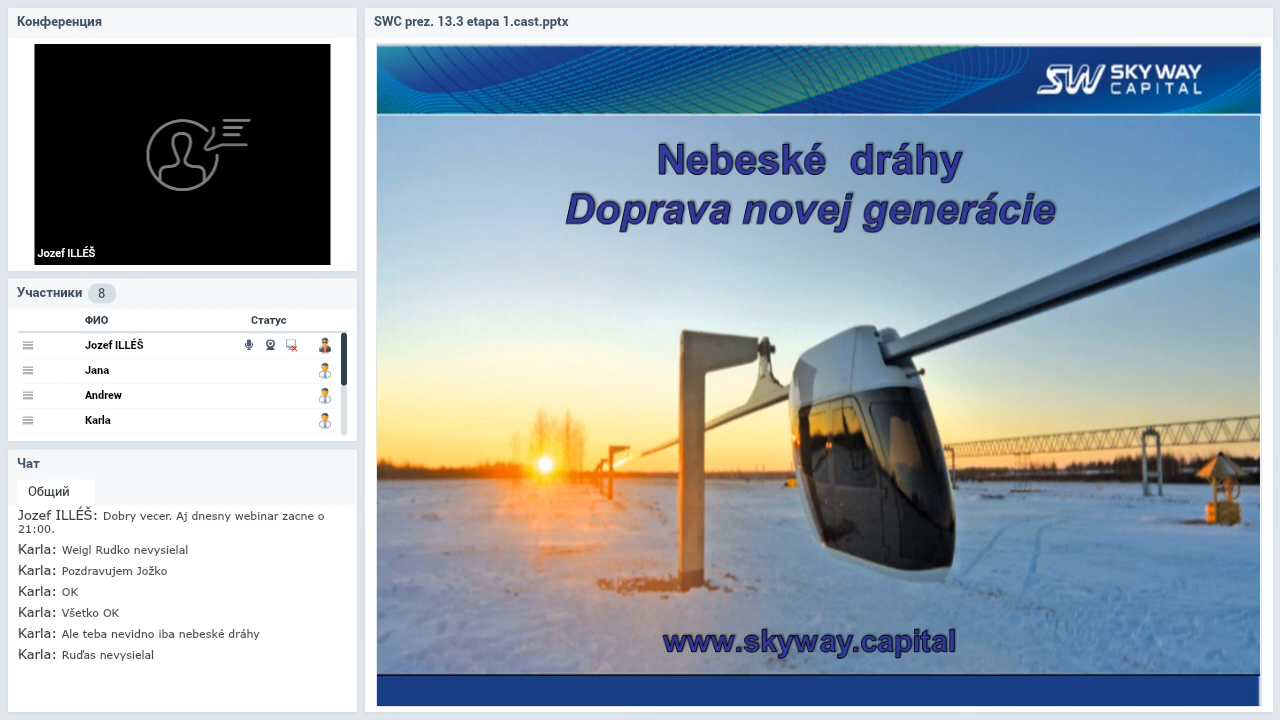 Конференция
Jozef ILLÉŠ
Участники 8
ФИО Статус
Jozef ILLÉŠ
Jana
Andrew
Karla
Чат
Общий
Jozef ILLÉŠ: Dobry vecer. Aj dnesny webinar zacne o
21:00.
Karla: Weigl Rudko nevysielal
Karla: Pozdravujem Jožko
Karla: OK
Karla: Všetko OK
Karla: Ale teba nevidno iba nebeské dráhy
Karla: Ruďas nevysielal
SWC prez. 13.3 etapa 1.cast.pptx
SW SKY WAY
CAPITAL
Nebeské dráhy
Doprava novej generácie
www.skyway.capital